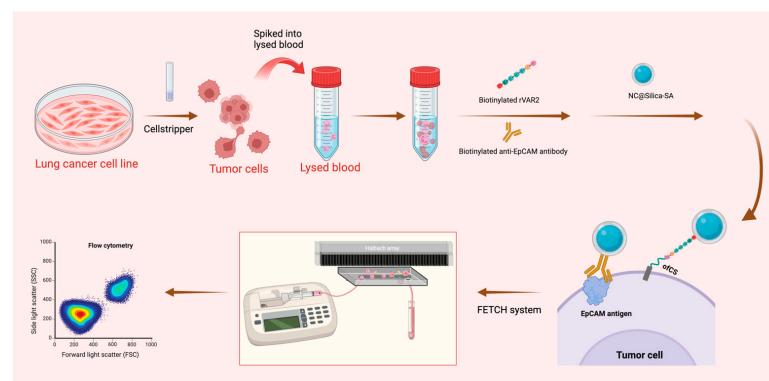 Spiked into
lysed blood
Cellstripper
Lung cancer cell line
Tumor cells
Lysed blood
Biotinylated rVAR2
Biotinylated anti-EpCAM antibody
NC@Silica-SA
ofCS
EpCAM antigen
Tumor cell
FETCH system
Halbach array
Flow cytometry
Side light scatter (SSC)
1000
800
600
400
200
0
0 200 400 600 800 1000
Forward light scatter (FSC)